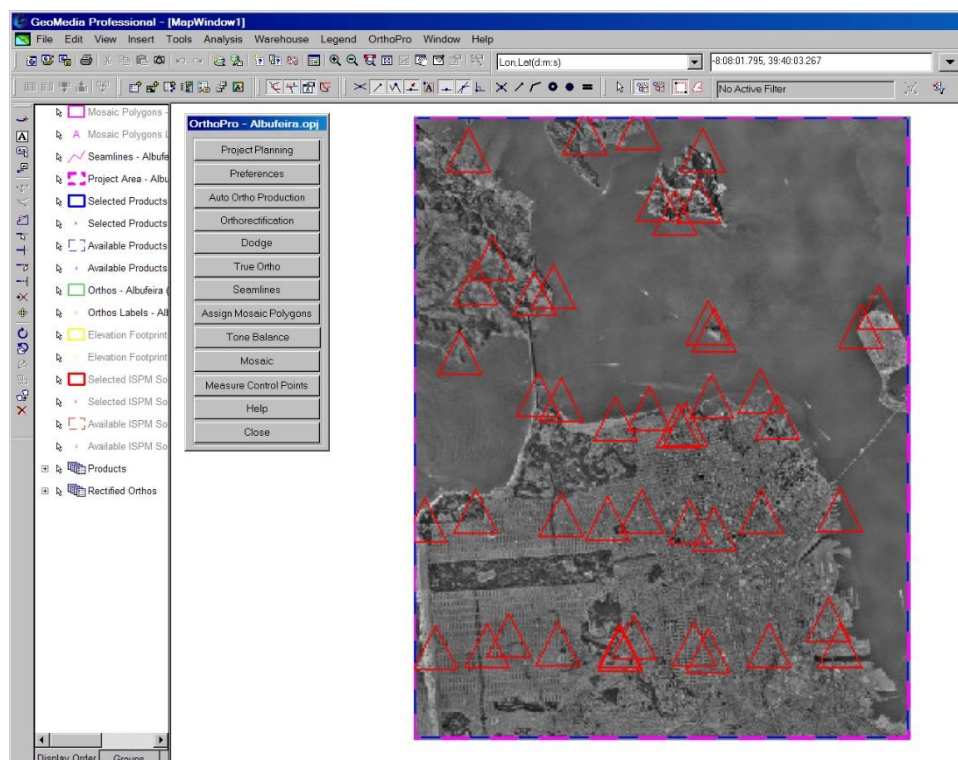 GeoMedia Professional - [MapWindow1]
File Edit View Insert Tools Analysis Warehouse Legend OrthoPro Window Help
Lon,Lat(d:m:s)
-8:08:01.795, 39:40:03.267
No Active Filter
Mosaic Polygons -
Mosaic Polygons L
Seamlines - Albufe
Project Area - Albu
Selected Products
Selected Products
Available Products
Available Products
Orthos - Albufeira (
Orthos Labels - Alb
Elevation Footprint
Elevation Footprint
Selected ISPM So
Selected ISPM So
Available ISPM So
Available ISPM So
Products
Rectified Orthos
Display Order Groups
OrthoPro - Albufeira.opj
Project Planning
Preferences
Auto Ortho Production
Orthorectification
Dodge
True Ortho
Seamlines
Assign Mosaic Polygons
Tone Balance
Mosaic
Measure Control Points
Help
Close